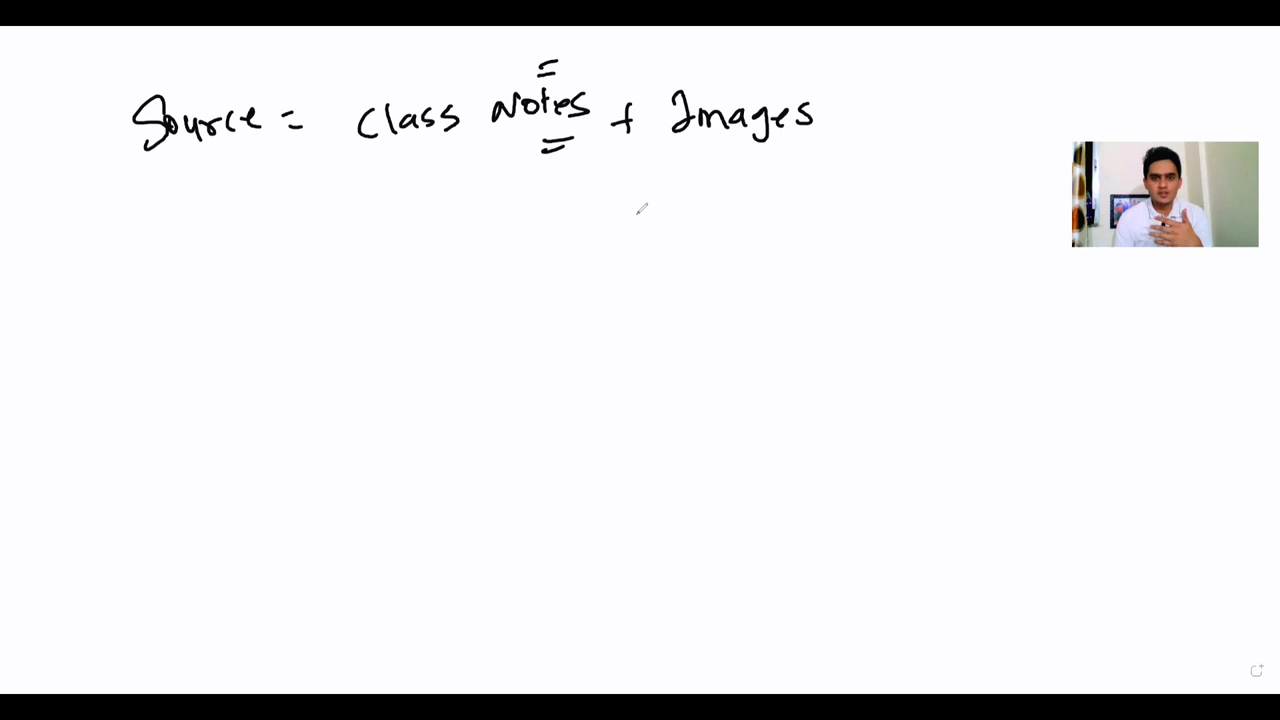 Source = Class Notes + Images